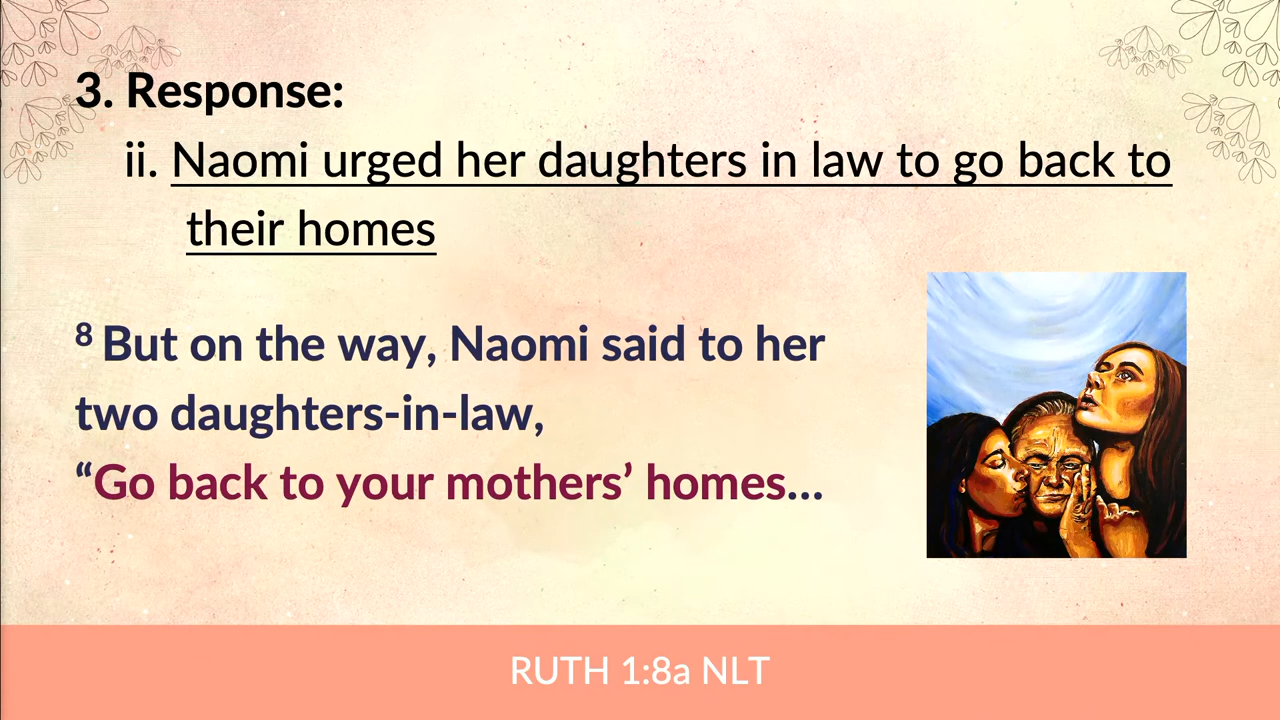 3. Response:
ii. Naomi urged her daughters in law to go back to
their homes
⁸ But on the way, Naomi said to her
two daughters-in-law,
“Go back to your mothers’ homes...
RUTH 1:8a NLT